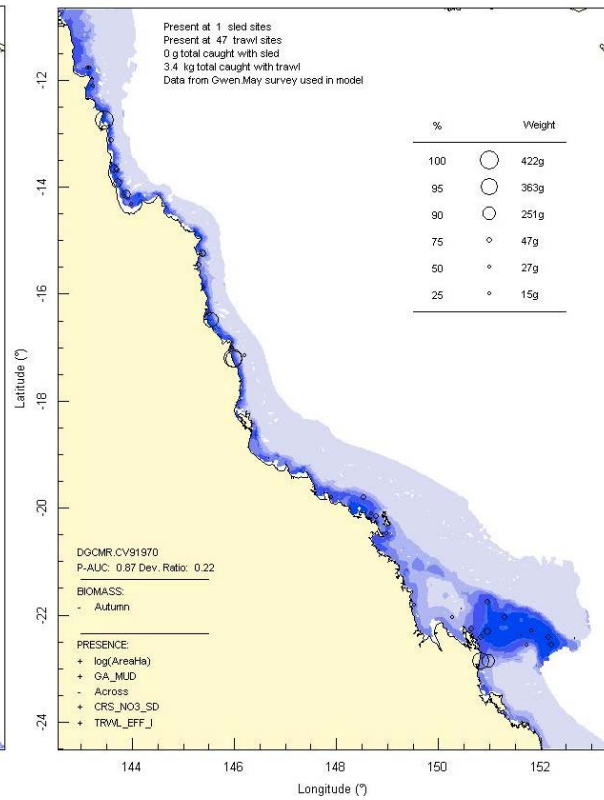 Present at 1 sled sites
Present at 47 trawl sites
0 g total caught with sled
3.4 kg total caught with trawl
Data from Gwen.May survey used in model
% Weight
100 422g
95 363g
90 251g
75 47g
50 27g
25 15g
-12
-14
-16
-18
-20
-22
-24
Latitude (°)
DGCMR.CV91970
P-AUC: 0.87 Dev. Ratio: 0.22
BIOMASS:
- Autumn
PRESENCE:
+ log(AreaHa)
+ GA_MUD
- Across
+ CRS_NO3_SD
+ TRWL_EFF_I
144 146 148 150 152
Longitude (°)